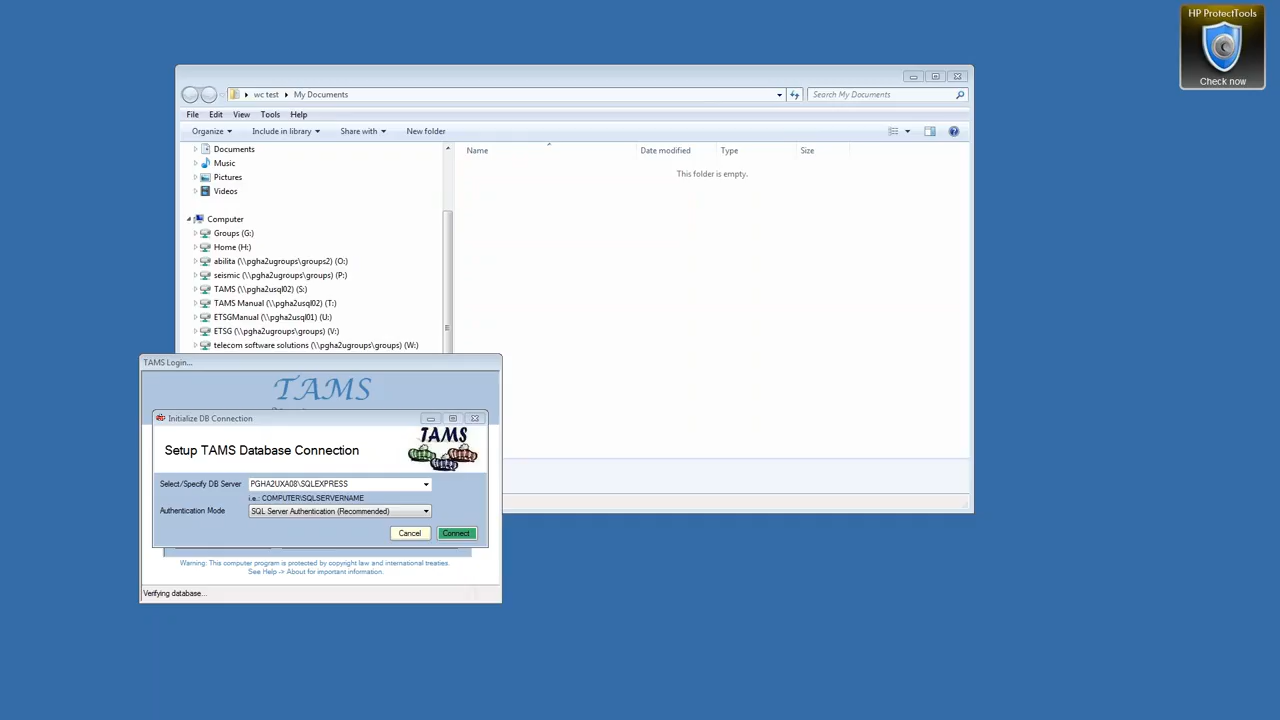 HP ProtectTools
Check now
wc test ▸ My Documents
Search My Documents
File Edit View Tools Help
Organize Include in library Share with New folder
Name Date modified Type Size
This folder is empty.
Documents
Music
Pictures
Videos
Computer
Groups (G:)
Home (H:)
abilita (\\pgha2ugroups\groups2) (O:)
seismic (\\pgha2ugroups\groups) (P:)
TAMS (\\pgha2usql02) (S:)
TAMS Manual (\\pgha2usql02) (T:)
ETSGManual (\\pgha2usql01) (U:)
ETSG (\\pgha2ugroups\groups) (V:)
telecom software solutions (\\pgha2ugroups\groups) (W:)
TAMS Login...
TAMS
Initialize DB Connection
Setup TAMS Database Connection
TAMS
Select/Specify DB Server PGHA2UXA08\SQLEXPRESS
i.e.: COMPUTER\SQLSERVERNAME
Authentication Mode SQL Server Authentication (Recommended)
Cancel Connect
Warning: This computer program is protected by copyright law and international treaties.
See Help -> About for important information.
Verifying database...